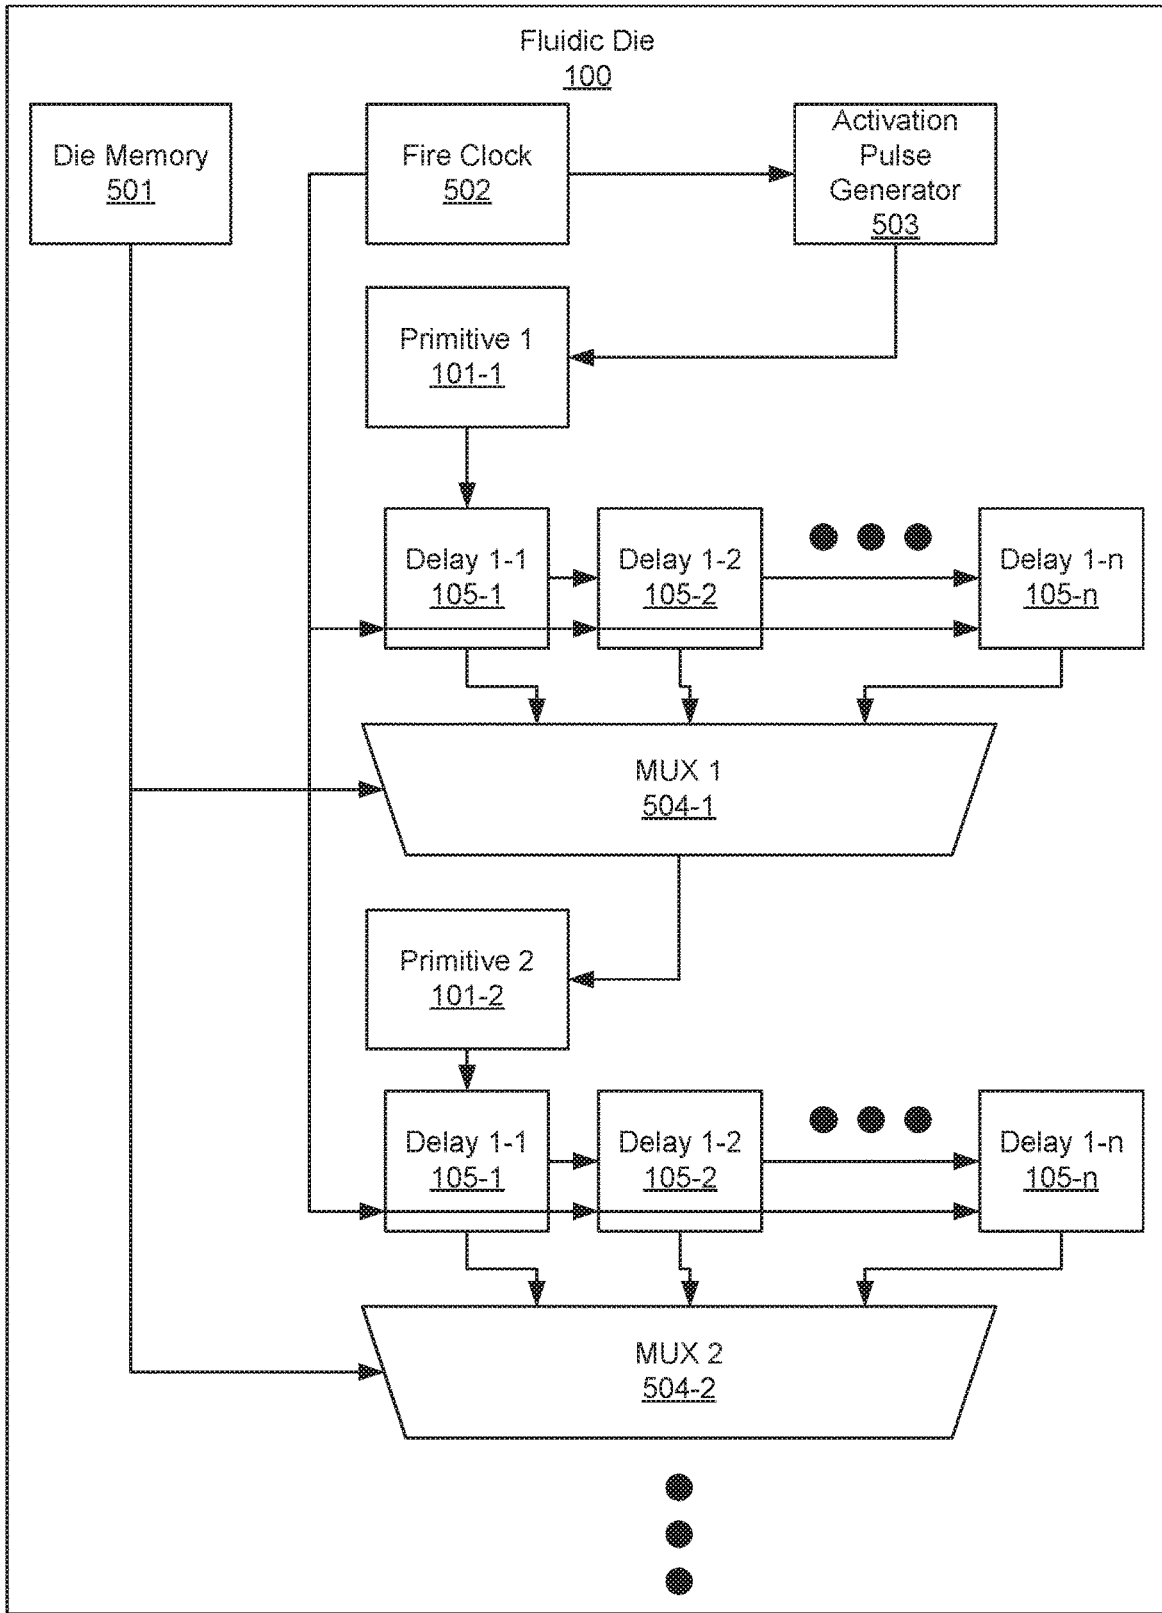 Fluidic Die
100
Die Memory
501
Fire Clock
502
Activation
Pulse
Generator
503
Primitive 1
101-1
Delay 1-1
105-1
Delay 1-2
105-2
Delay 1-n
105-n
MUX 1
504-1
Primitive 2
101-2
Delay 1-1
105-1
Delay 1-2
105-2
Delay 1-n
105-n
MUX 2
504-2